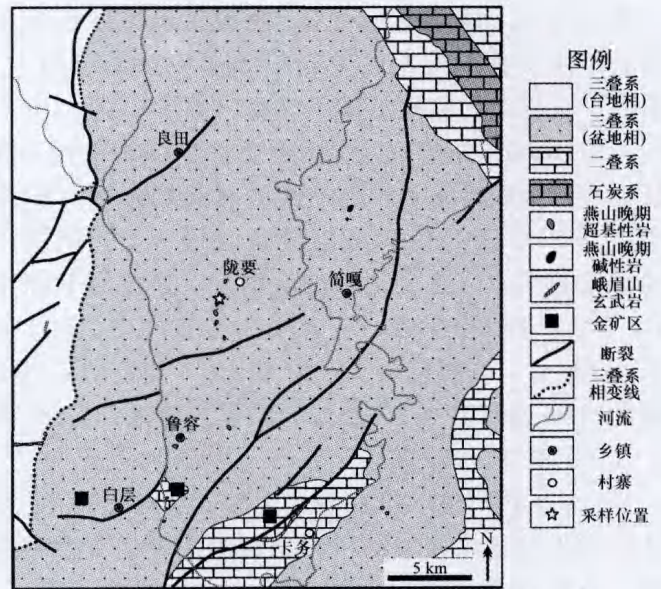 良田
陇要
简嘎
鲁容
白层
卡务
N
5 km
图例
三叠系
(台地相)
三叠系
(盆地相)
二叠系
石炭系
燕山晚期
超基性岩
燕山晚期
碱性岩
峨眉山
玄武岩
金矿区
断裂
三叠系
相变线
河流
乡镇
村寨
采样位置